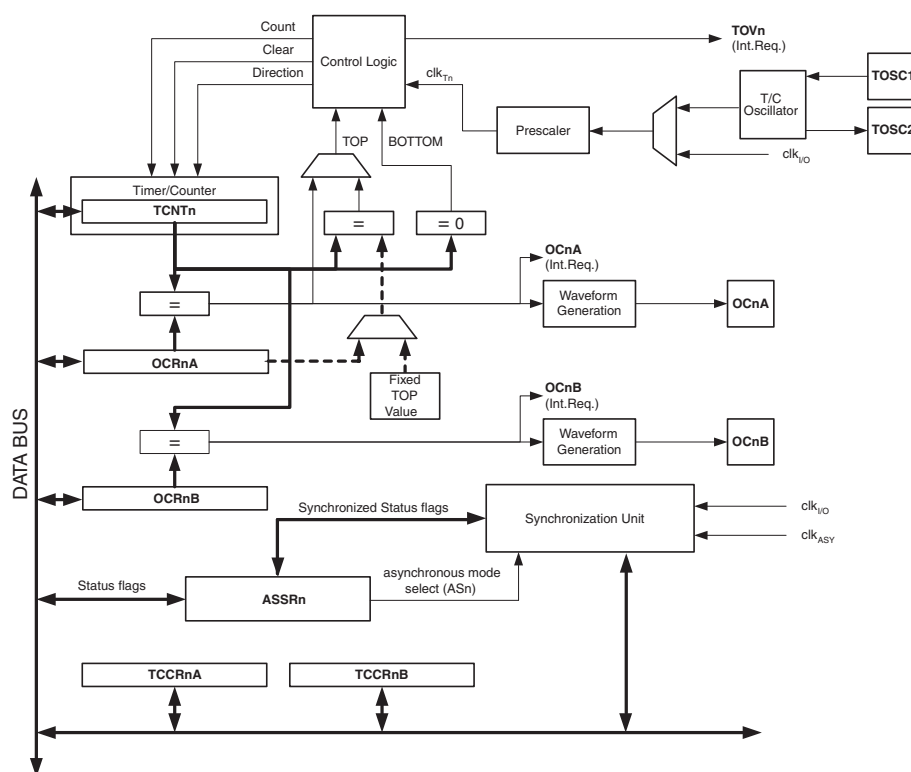 Count
Clear
Direction
Control Logic
TOVn
(Int.Req.)
clkTn
TOSC1
T/C
Oscillator
TOSC2
Prescaler
clkI/O
TOP
BOTTOM
Timer/Counter
TCNTn
=
= 0
OCnA
(Int.Req.)
=
Waveform
Generation
OCnA
OCRnA
Fixed
TOP
Value
OCnB
(Int.Req.)
=
Waveform
Generation
OCnB
DATA BUS
OCRnB
Synchronized Status flags
Synchronization Unit
clkI/O
clkASY
Status flags
ASSRn
asynchronous mode
select (ASn)
TCCRnA
TCCRnB